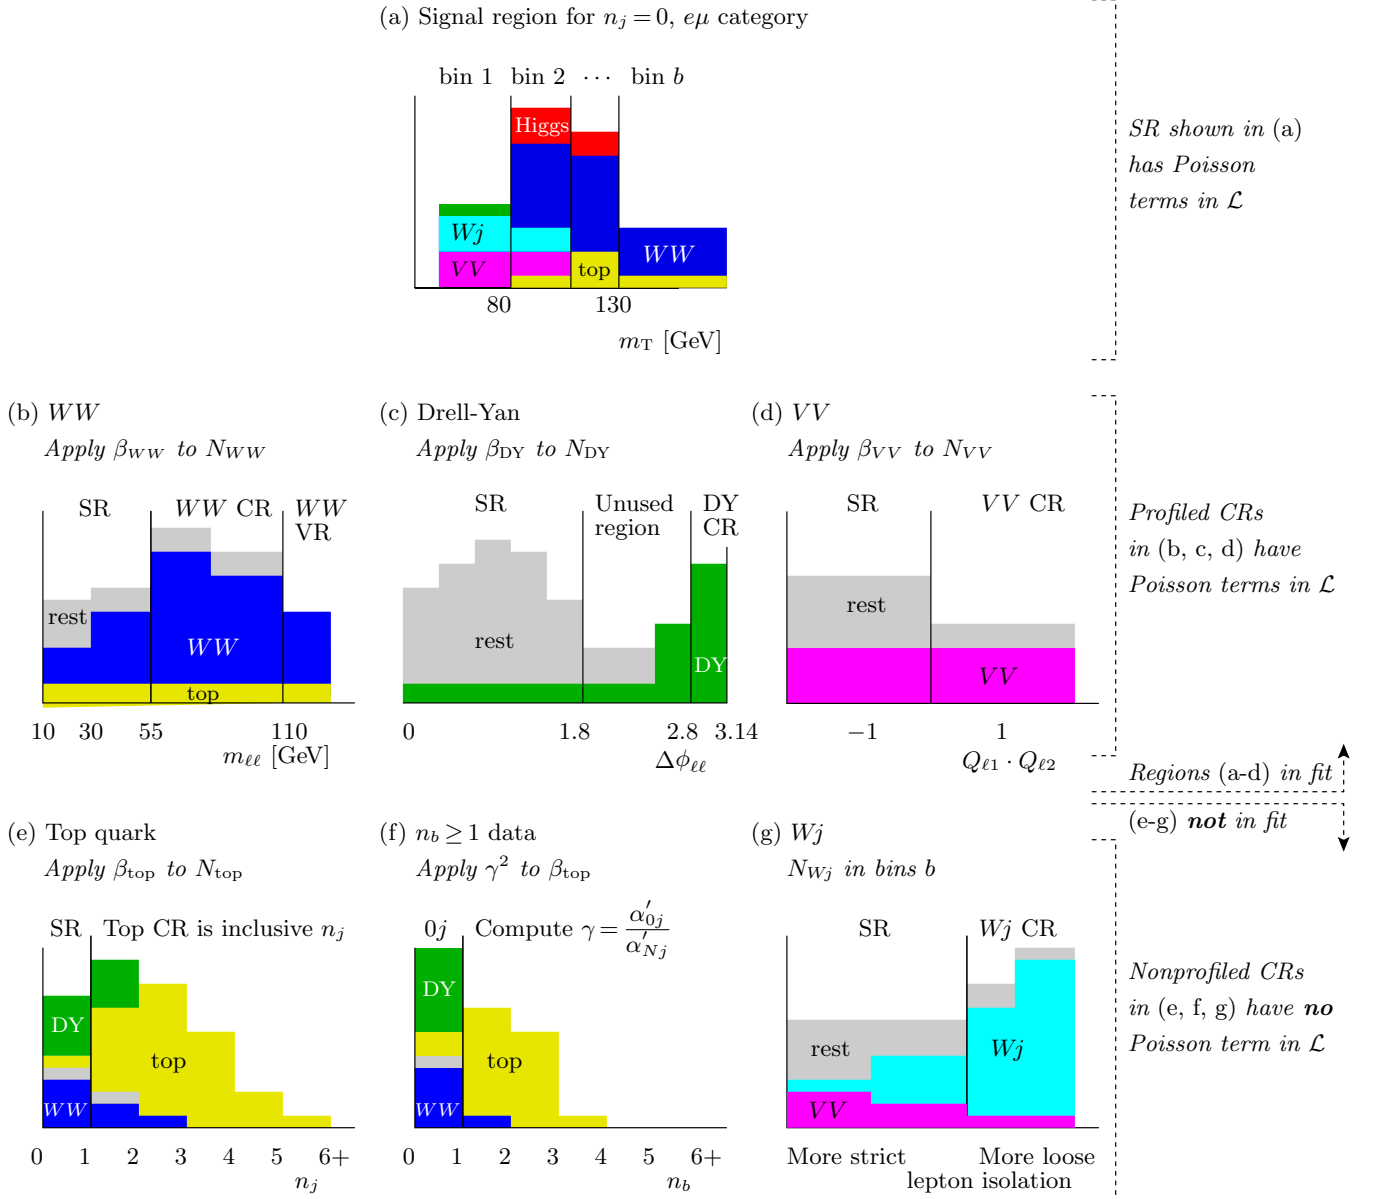 (a) Signal region for n_j = 0, eμ category
bin 1 bin 2 ··· bin b
Higgs
Wj
VV
top
WW
80 130
m_T [GeV]
SR shown in (a)
has Poisson
terms in ℒ
(b) WW
Apply β_WW to N_WW
SR WW CR WW
VR
rest
WW
top
10 30 55 110
m_ℓℓ [GeV]
(c) Drell-Yan
Apply β_DY to N_DY
SR Unused DY
region CR
rest
DY
0 1.8 2.8 3.14
Δϕ_ℓℓ
(d) VV
Apply β_VV to N_VV
SR VV CR
rest
VV
−1 1
Q_ℓ1 · Q_ℓ2
Profiled CRs
in (b, c, d) have
Poisson terms in ℒ
Regions (a-d) in fit
(e-g) not in fit
(e) Top quark
Apply β_top to N_top
SR Top CR is inclusive n_j
DY
top
WW
0 1 2 3 4 5 6+
n_j
(f) n_b ≥ 1 data
Apply γ² to β_top
0j Compute γ = α′_0j / α′_Nj
DY
top
WW
0 1 2 3 4 5 6+
n_b
(g) Wj
N_Wj in bins b
SR Wj CR
rest
Wj
VV
More strict More loose
lepton isolation
Nonprofiled CRs
in (e, f, g) have no
Poisson term in ℒ